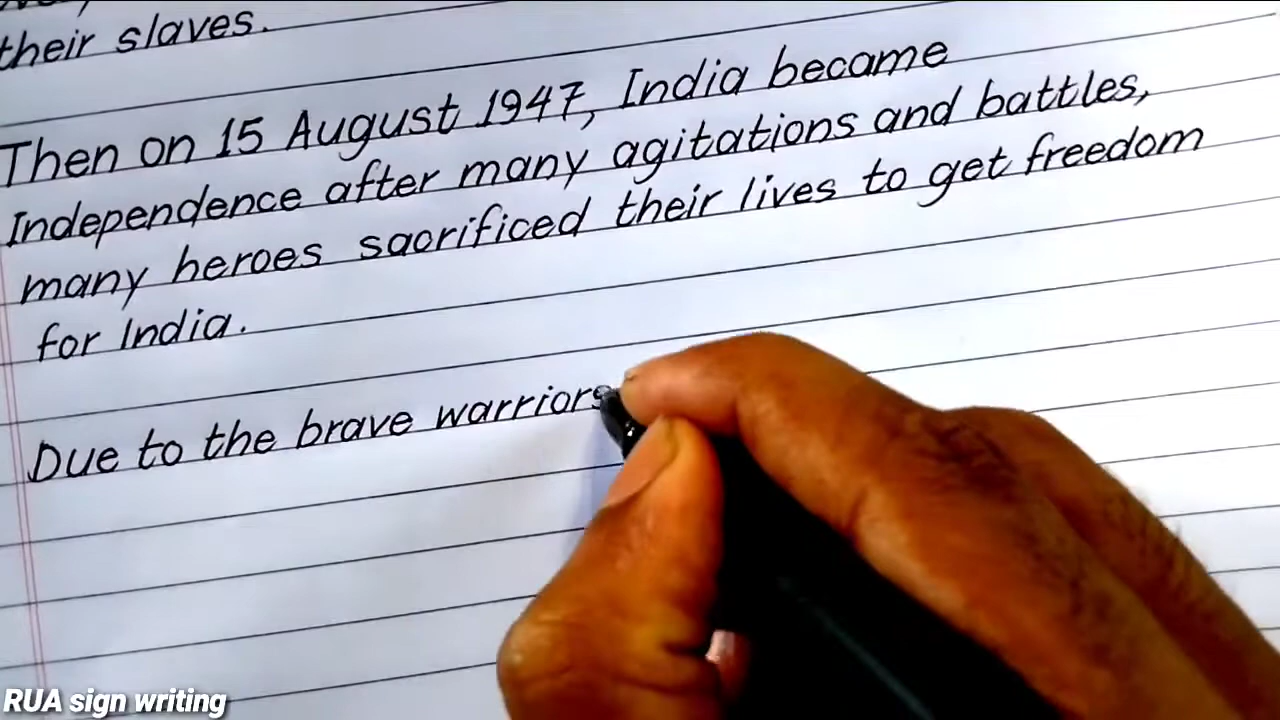 their slaves.
Then on 15 August 1947, India became
Independence after many agitations and battles,
many heroes sacrificed their lives to get freedom
for India.
Due to the brave warriors
RUA sign writing